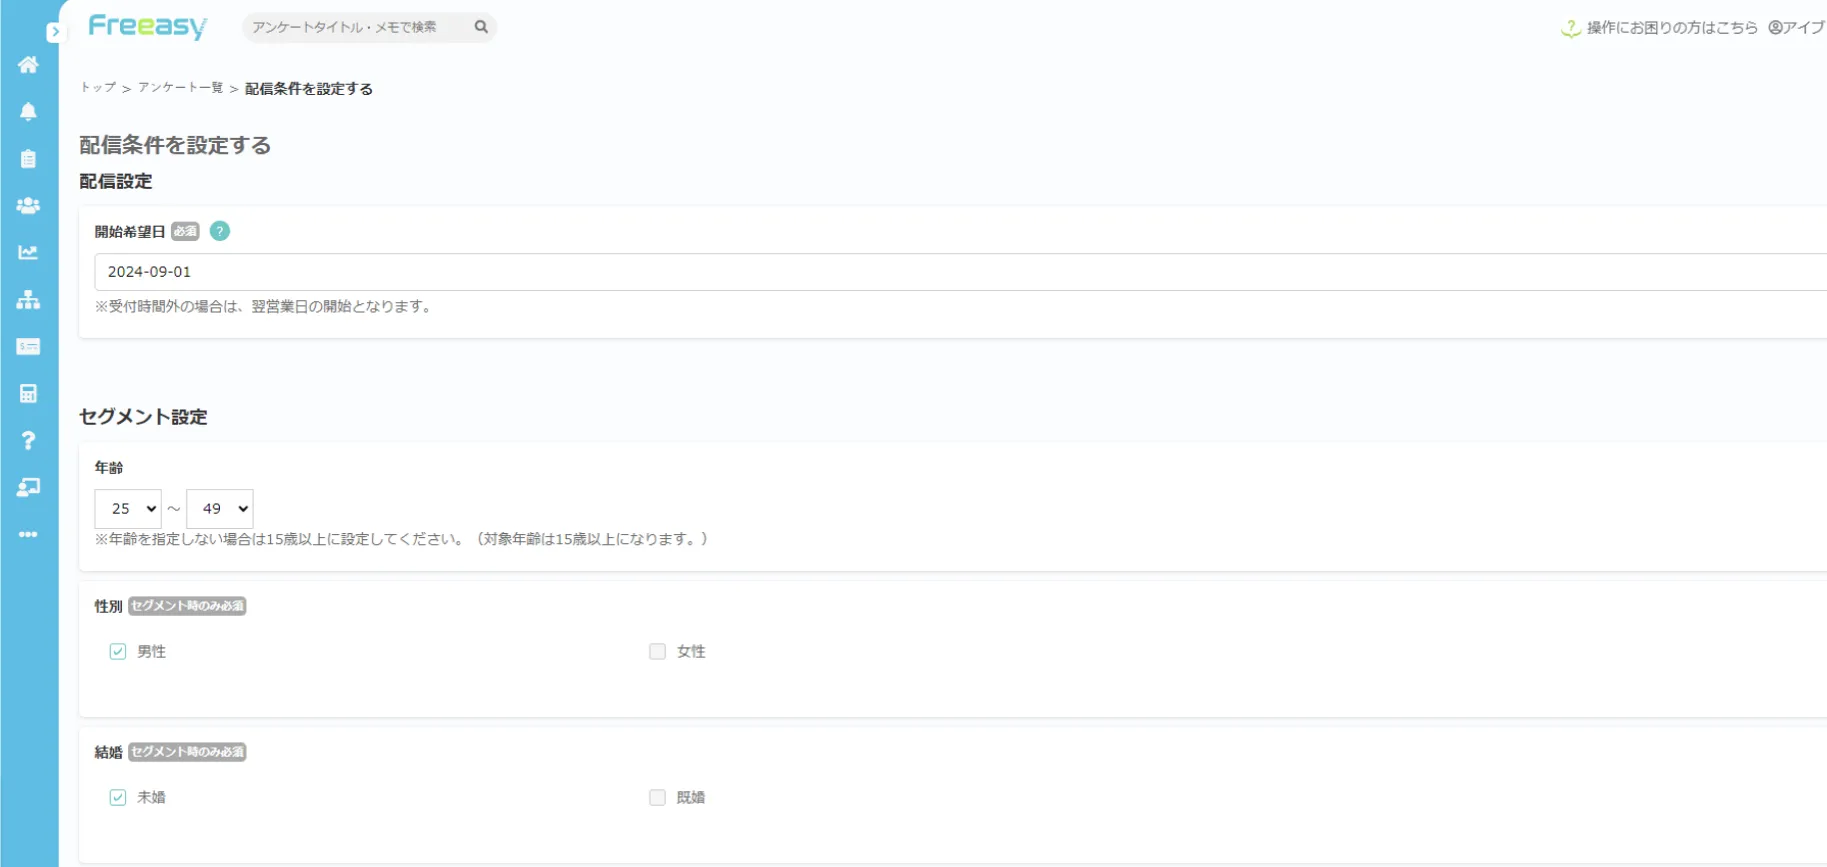 Freeasy
アンケートタイトル・メモで検索
操作にお困りの方はこちら
アイブ
トップ > アンケート一覧 > 配信条件を設定する
配信条件を設定する
配信設定
開始希望日 必須 ?
2024-09-01
※受付時間外の場合は、翌営業日の開始となります。
セグメント設定
年齢
25 ～ 49
※年齢を指定しない場合は15歳以上に設定してください。（対象年齢は15歳以上になります。）
性別 セグメント時のみ必須
男性 女性
結婚 セグメント時のみ必須
未婚 既婚